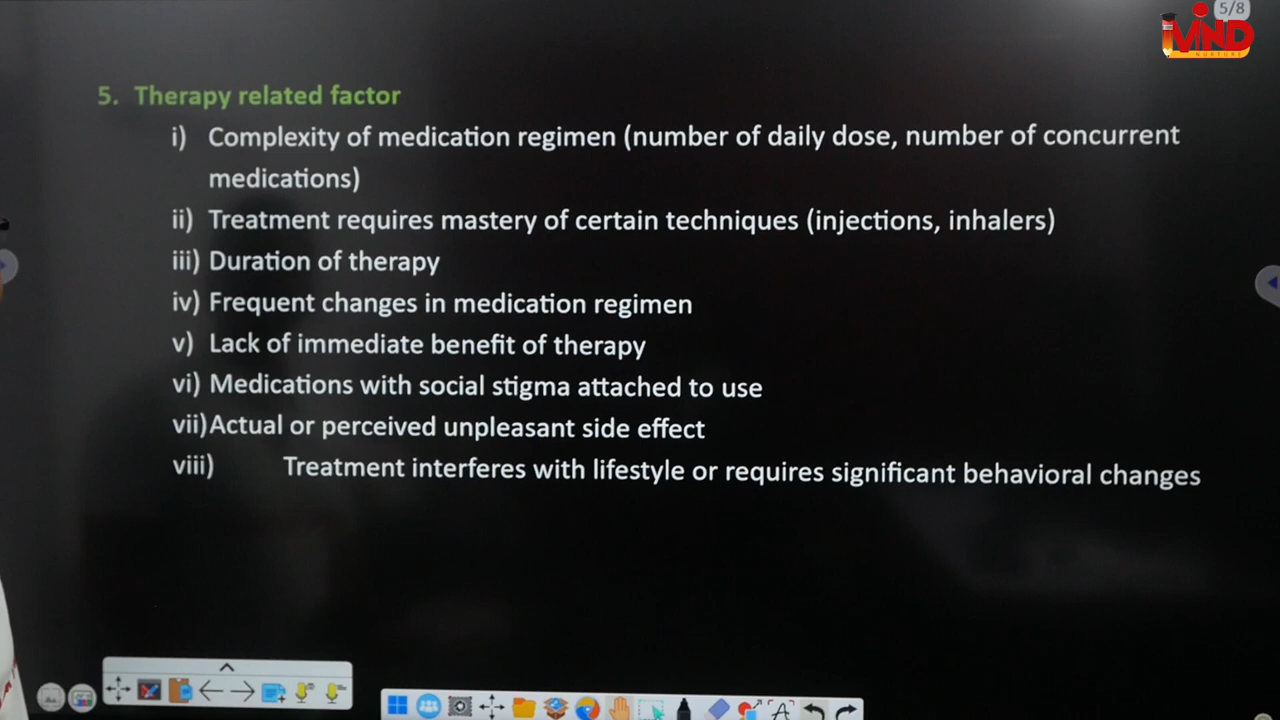 5/8
MIND
NURTURE
5. Therapy related factor
i) Complexity of medication regimen (number of daily dose, number of concurrent
medications)
ii) Treatment requires mastery of certain techniques (injections, inhalers)
iii) Duration of therapy
iv) Frequent changes in medication regimen
v) Lack of immediate benefit of therapy
vi) Medications with social stigma attached to use
vii) Actual or perceived unpleasant side effect
viii) Treatment interferes with lifestyle or requires significant behavioral changes